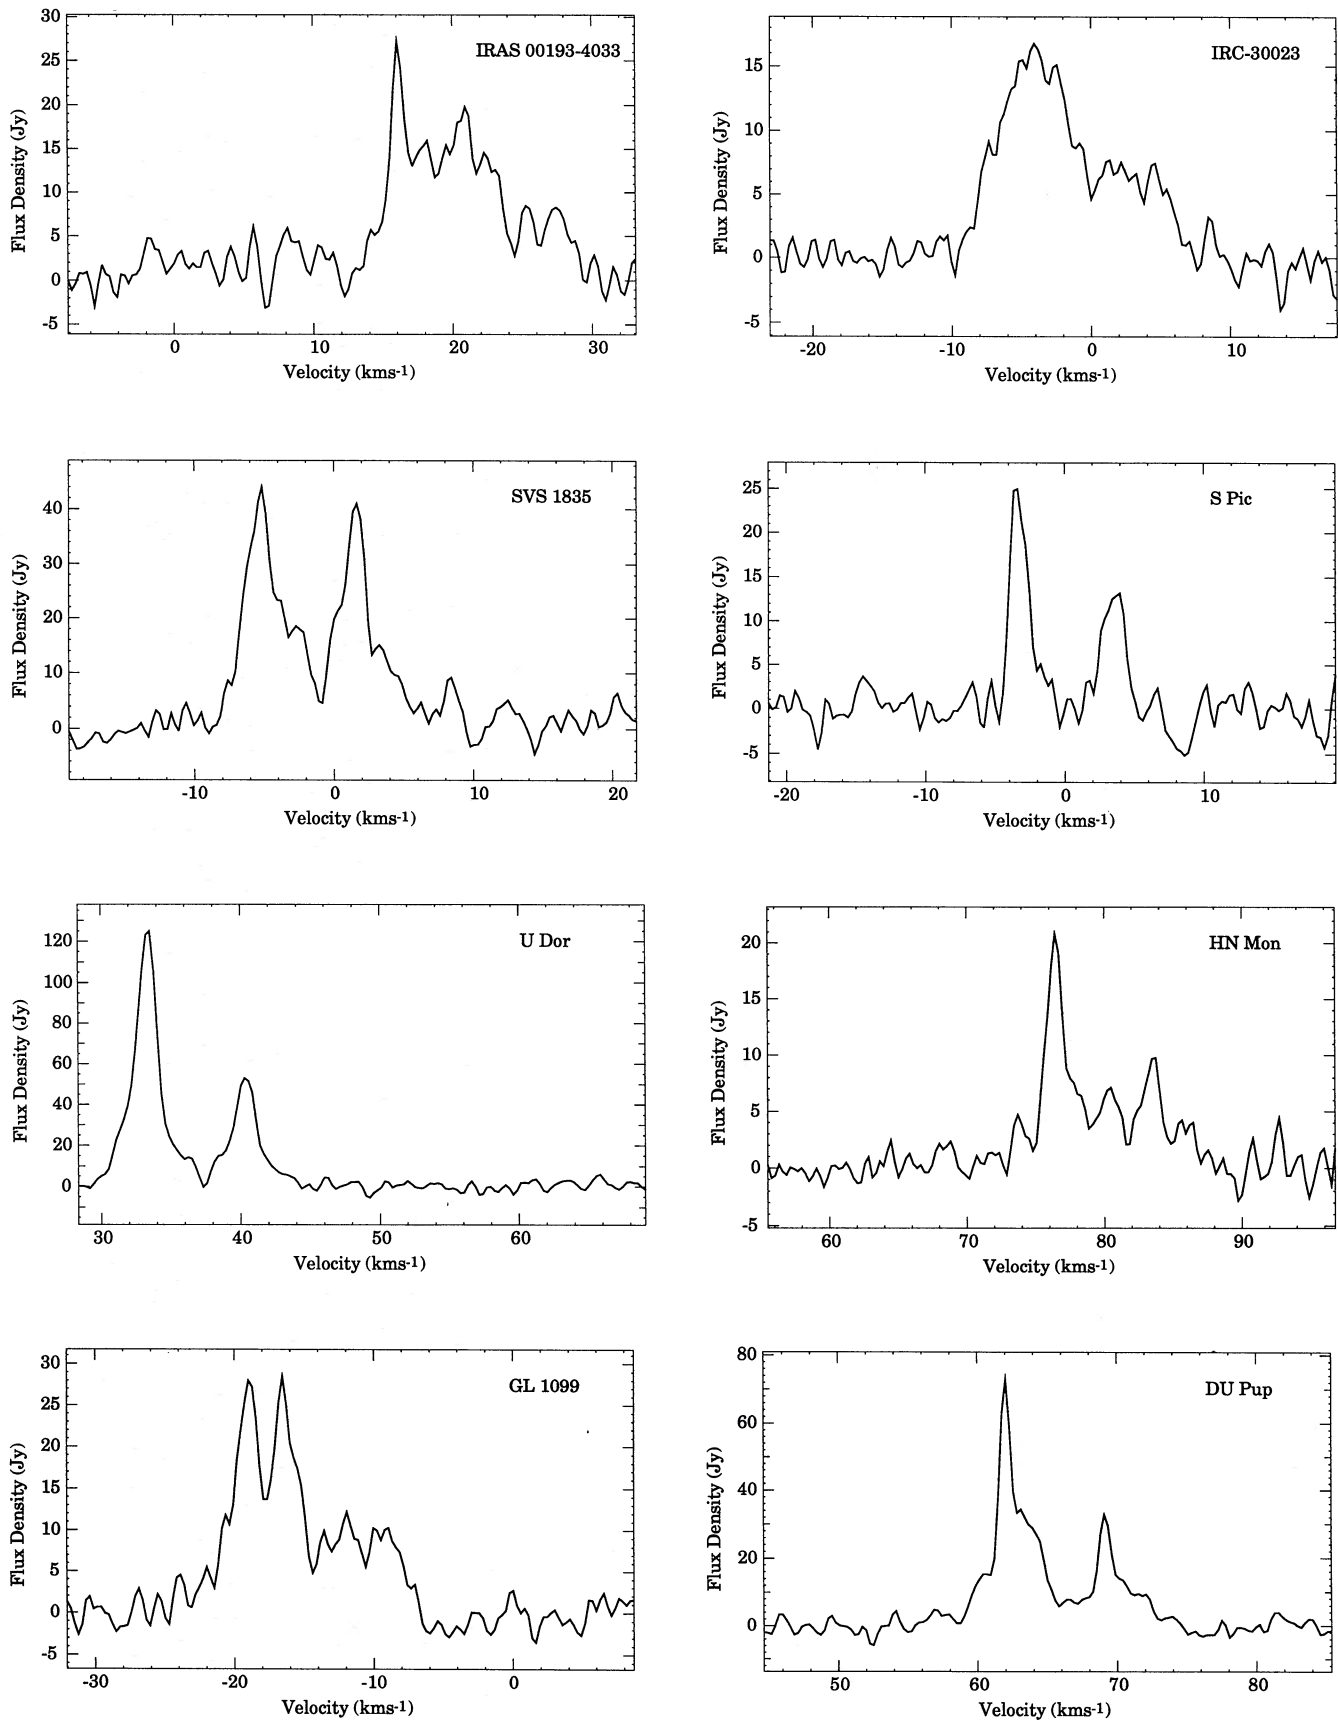 30
25
20
15
10
5
0
-5
IRAS 00193-4033
Flux Density (Jy)
0 10 20 30
Velocity (kms-1)
15
10
5
0
-5
IRC-30023
Flux Density (Jy)
-20 -10 0 10
Velocity (kms-1)
40
30
20
10
0
SVS 1835
Flux Density (Jy)
-10 0 10 20
Velocity (kms-1)
25
20
15
10
5
0
-5
S Pic
Flux Density (Jy)
-20 -10 0 10
Velocity (kms-1)
120
100
80
60
40
20
0
U Dor
Flux Density (Jy)
30 40 50 60
Velocity (kms-1)
20
15
10
5
0
-5
HN Mon
Flux Density (Jy)
60 70 80 90
Velocity (kms-1)
30
25
20
15
10
5
0
-5
GL 1099
Flux Density (Jy)
-30 -20 -10 0
Velocity (kms-1)
80
60
40
20
0
DU Pup
Flux Density (Jy)
50 60 70 80
Velocity (kms-1)